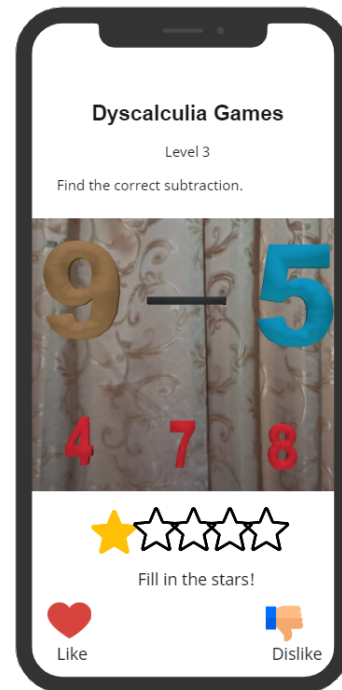 Dyscalculia Games
Level 3
Find the correct subtraction.
9 — 5
4 7 8
Fill in the stars!
Like Dislike